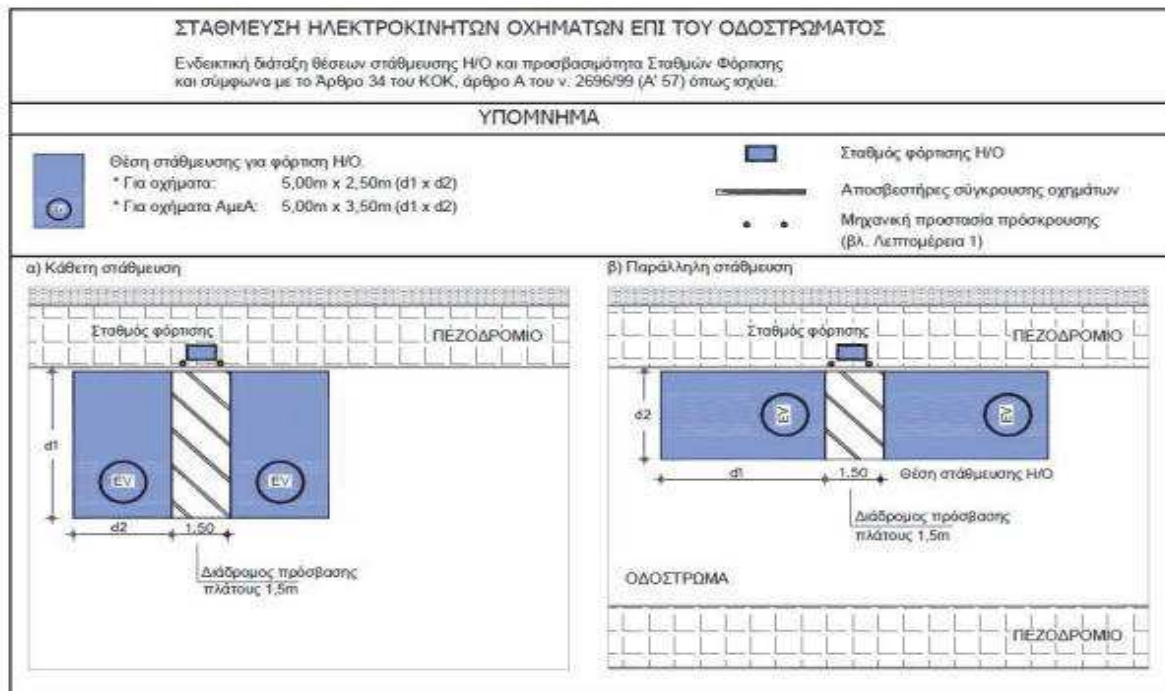 ΣΤΑΘΜΕΥΣΗ ΗΛΕΚΤΡΟΚΙΝΗΤΩΝ ΟΧΗΜΑΤΩΝ ΕΠΙ ΤΟΥ ΟΔΟΣΤΡΩΜΑΤΟΣ
Ενδεικτική διάταξη θέσεων στάθμευσης Η/Ο και προσβασιμότητα Σταθμών Φόρτισης
και σύμφωνα με το Άρθρο 34 του ΚΟΚ, άρθρο Α του ν. 2696/99 (Α' 57) όπως ισχύει.
ΥΠΟΜΝΗΜΑ
Θέση στάθμευσης για φόρτιση Η/Ο.
* Για οχήματα: 5,00m x 2,50m (d1 x d2)
* Για οχήματα ΑμεΑ: 5,00m x 3,50m (d1 x d2)
EV
Σταθμός φόρτισης Η/Ο
Αποσβεστήρες σύγκρουσης οχημάτων
Μηχανική προστασία πρόσκρουσης
(βλ. Λεπτομέρεια 1)
α) Κάθετη στάθμευση
Σταθμός φόρτισης
ΠΕΖΟΔΡΟΜΙΟ
d1
EV
EV
d2
1,50
Διάδρομος πρόσβασης
πλάτους 1,5m
β) Παράλληλη στάθμευση
Σταθμός φόρτισης
ΠΕΖΟΔΡΟΜΙΟ
d2
EV
EV
d1
1,50
Θέση στάθμευσης Η/Ο
Διάδρομος πρόσβασης
πλάτους 1,5m
ΟΔΟΣΤΡΩΜΑ
ΠΕΖΟΔΡΟΜΙΟ